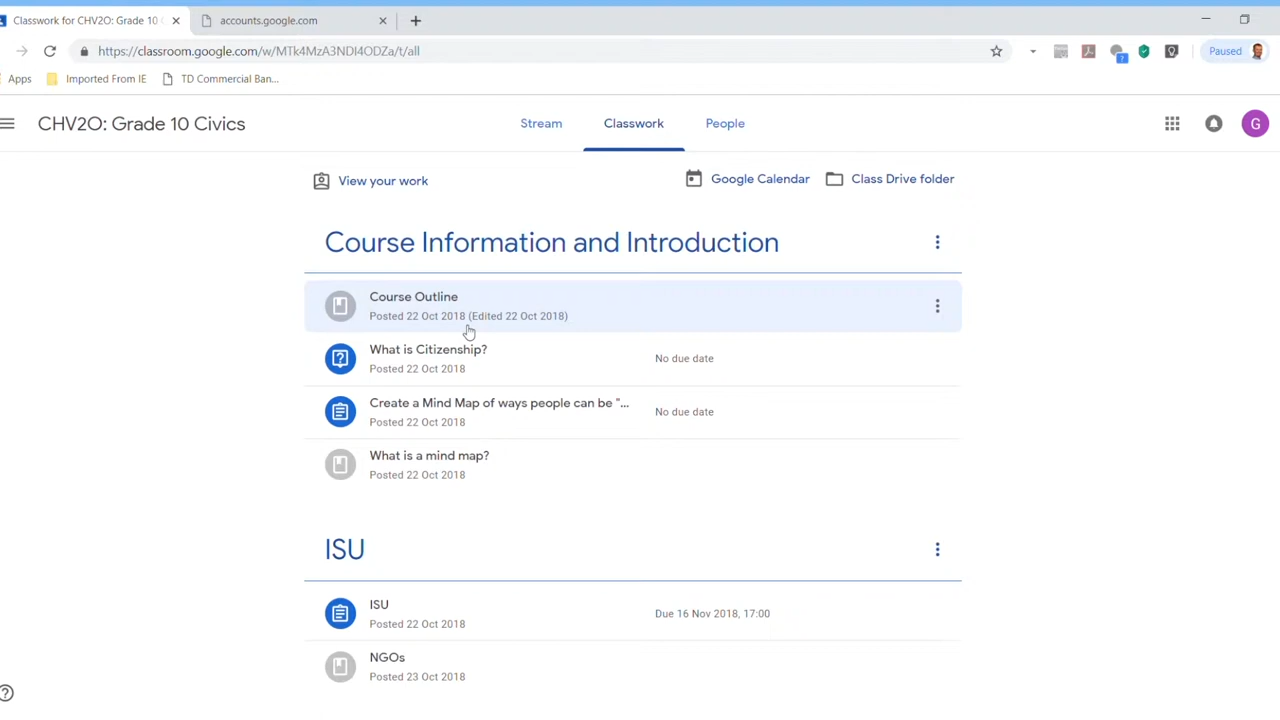 Classwork for CHV2O: Grade 10 C
accounts.google.com
https://classroom.google.com/w/MTk4MzA3NDI4ODZa/t/all
Paused
Apps
Imported From IE
TD Commercial Ban...
CHV2O: Grade 10 Civics
Stream
Classwork
People
G
View your work
Google Calendar
Class Drive folder
Course Information and Introduction
Course Outline
Posted 22 Oct 2018 (Edited 22 Oct 2018)
What is Citizenship?
No due date
Posted 22 Oct 2018
Create a Mind Map of ways people can be "...
No due date
Posted 22 Oct 2018
What is a mind map?
Posted 22 Oct 2018
ISU
ISU
Due 16 Nov 2018, 17:00
Posted 22 Oct 2018
NGOs
Posted 23 Oct 2018